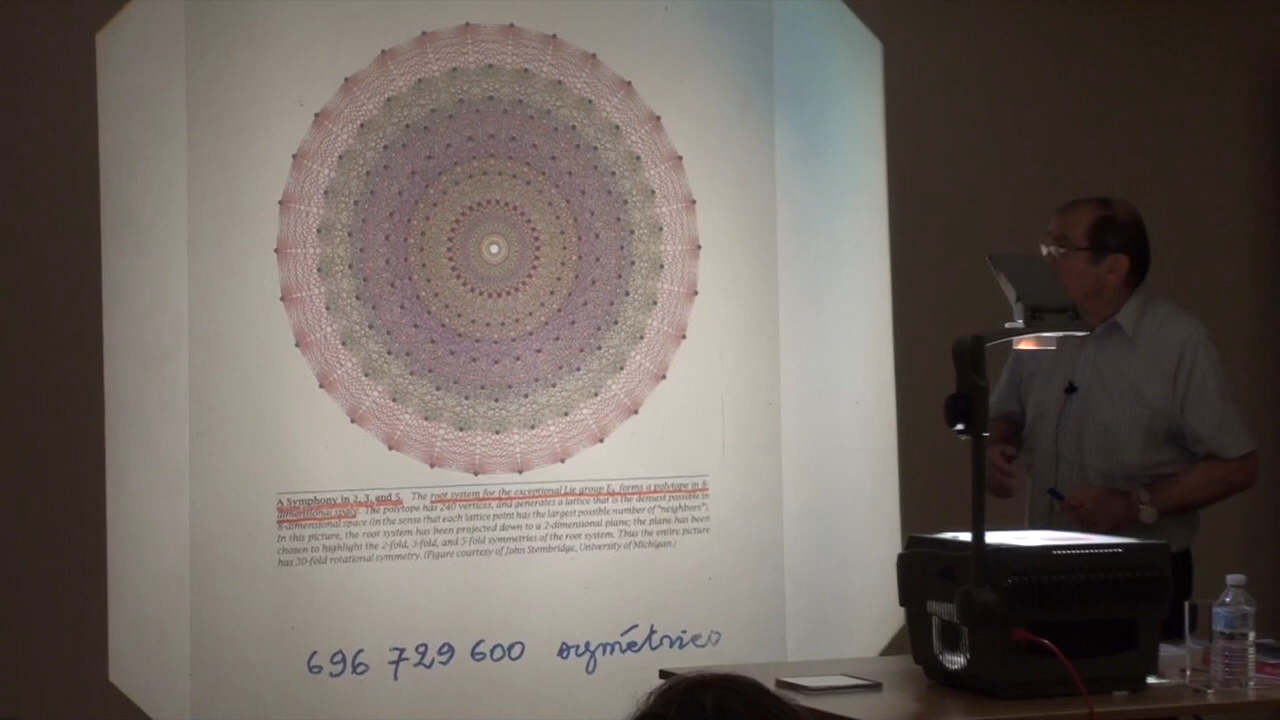 A Symphony in 2, 3, and 5. The root system for the exceptional Lie group E₈ forms a polytope in 8-
dimensional space. The polytope has 240 vertices, and generates a lattice that is the densest possible in
8-dimensional space (in the sense that each lattice point has the largest possible number of "neighbors").
In this picture, the root system has been projected down to a 2-dimensional plane; the plane has been
chosen to highlight the 2-fold, 3-fold, and 5-fold symmetries of the root system. Thus the entire picture
has 30-fold rotational symmetry. (Figure courtesy of John Stembridge, University of Michigan.)
696 729 600 symétries